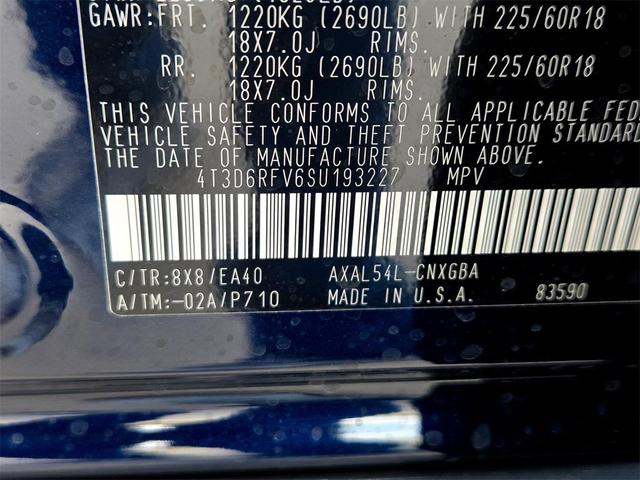 GAWR:FRT. 1220KG (2690LB) WITH 225/60R18
18X7.0J RIMS.
RR. 1220KG (2690LB) WITH 225/60R18
18X7.0J RIMS.
THIS VEHICLE CONFORMS TO ALL APPLICABLE FED
VEHICLE SAFETY AND THEFT PREVENTION STANDARD
THE DATE OF MANUFACTURE SHOWN ABOVE.
4T3D6RFV6SU193227 MPV
C/TR:8X8/EA40 AXAL54L-CNXGBA
A/TM:-02A/P710 MADE IN U.S.A. 83590